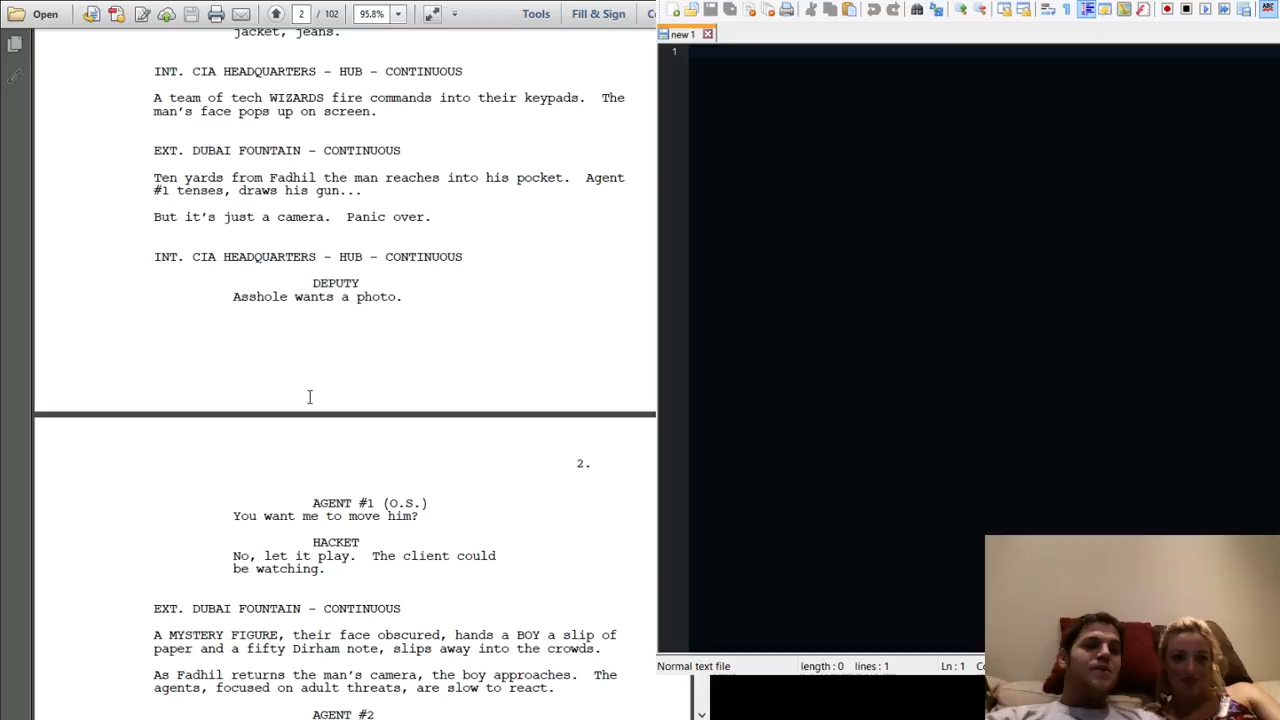 Open
2
/ 102
95.8%
Tools
Fill & Sign
new 1
1
jacket, jeans.
INT. CIA HEADQUARTERS – HUB – CONTINUOUS
A team of tech WIZARDS fire commands into their keypads.  The
man's face pops up on screen.
EXT. DUBAI FOUNTAIN – CONTINUOUS
Ten yards from Fadhil the man reaches into his pocket.  Agent
#1 tenses, draws his gun...
But it's just a camera.  Panic over.
INT. CIA HEADQUARTERS – HUB – CONTINUOUS
DEPUTY
Asshole wants a photo.
2.
AGENT #1 (O.S.)
You want me to move him?
HACKET
No, let it play.  The client could
be watching.
EXT. DUBAI FOUNTAIN – CONTINUOUS
A MYSTERY FIGURE, their face obscured, hands a BOY a slip of
paper and a fifty Dirham note, slips away into the crowds.
As Fadhil returns the man's camera, the boy approaches.  The
agents, focused on adult threats, are slow to react.
AGENT #2
Normal text file
length : 0
lines : 1
Ln : 1